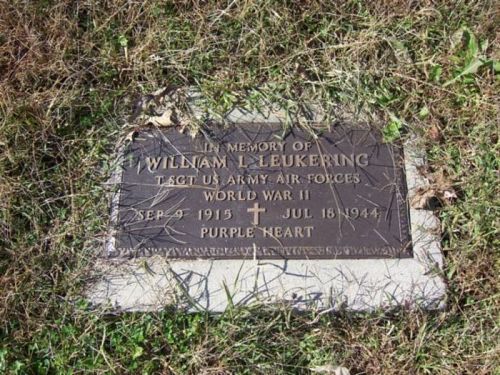 IN MEMORY OF
WILLIAM L LEUKERING
T SGT US ARMY AIR FORCES
WORLD WAR II
SEP 9 1915 JUL 18 1944
PURPLE HEART